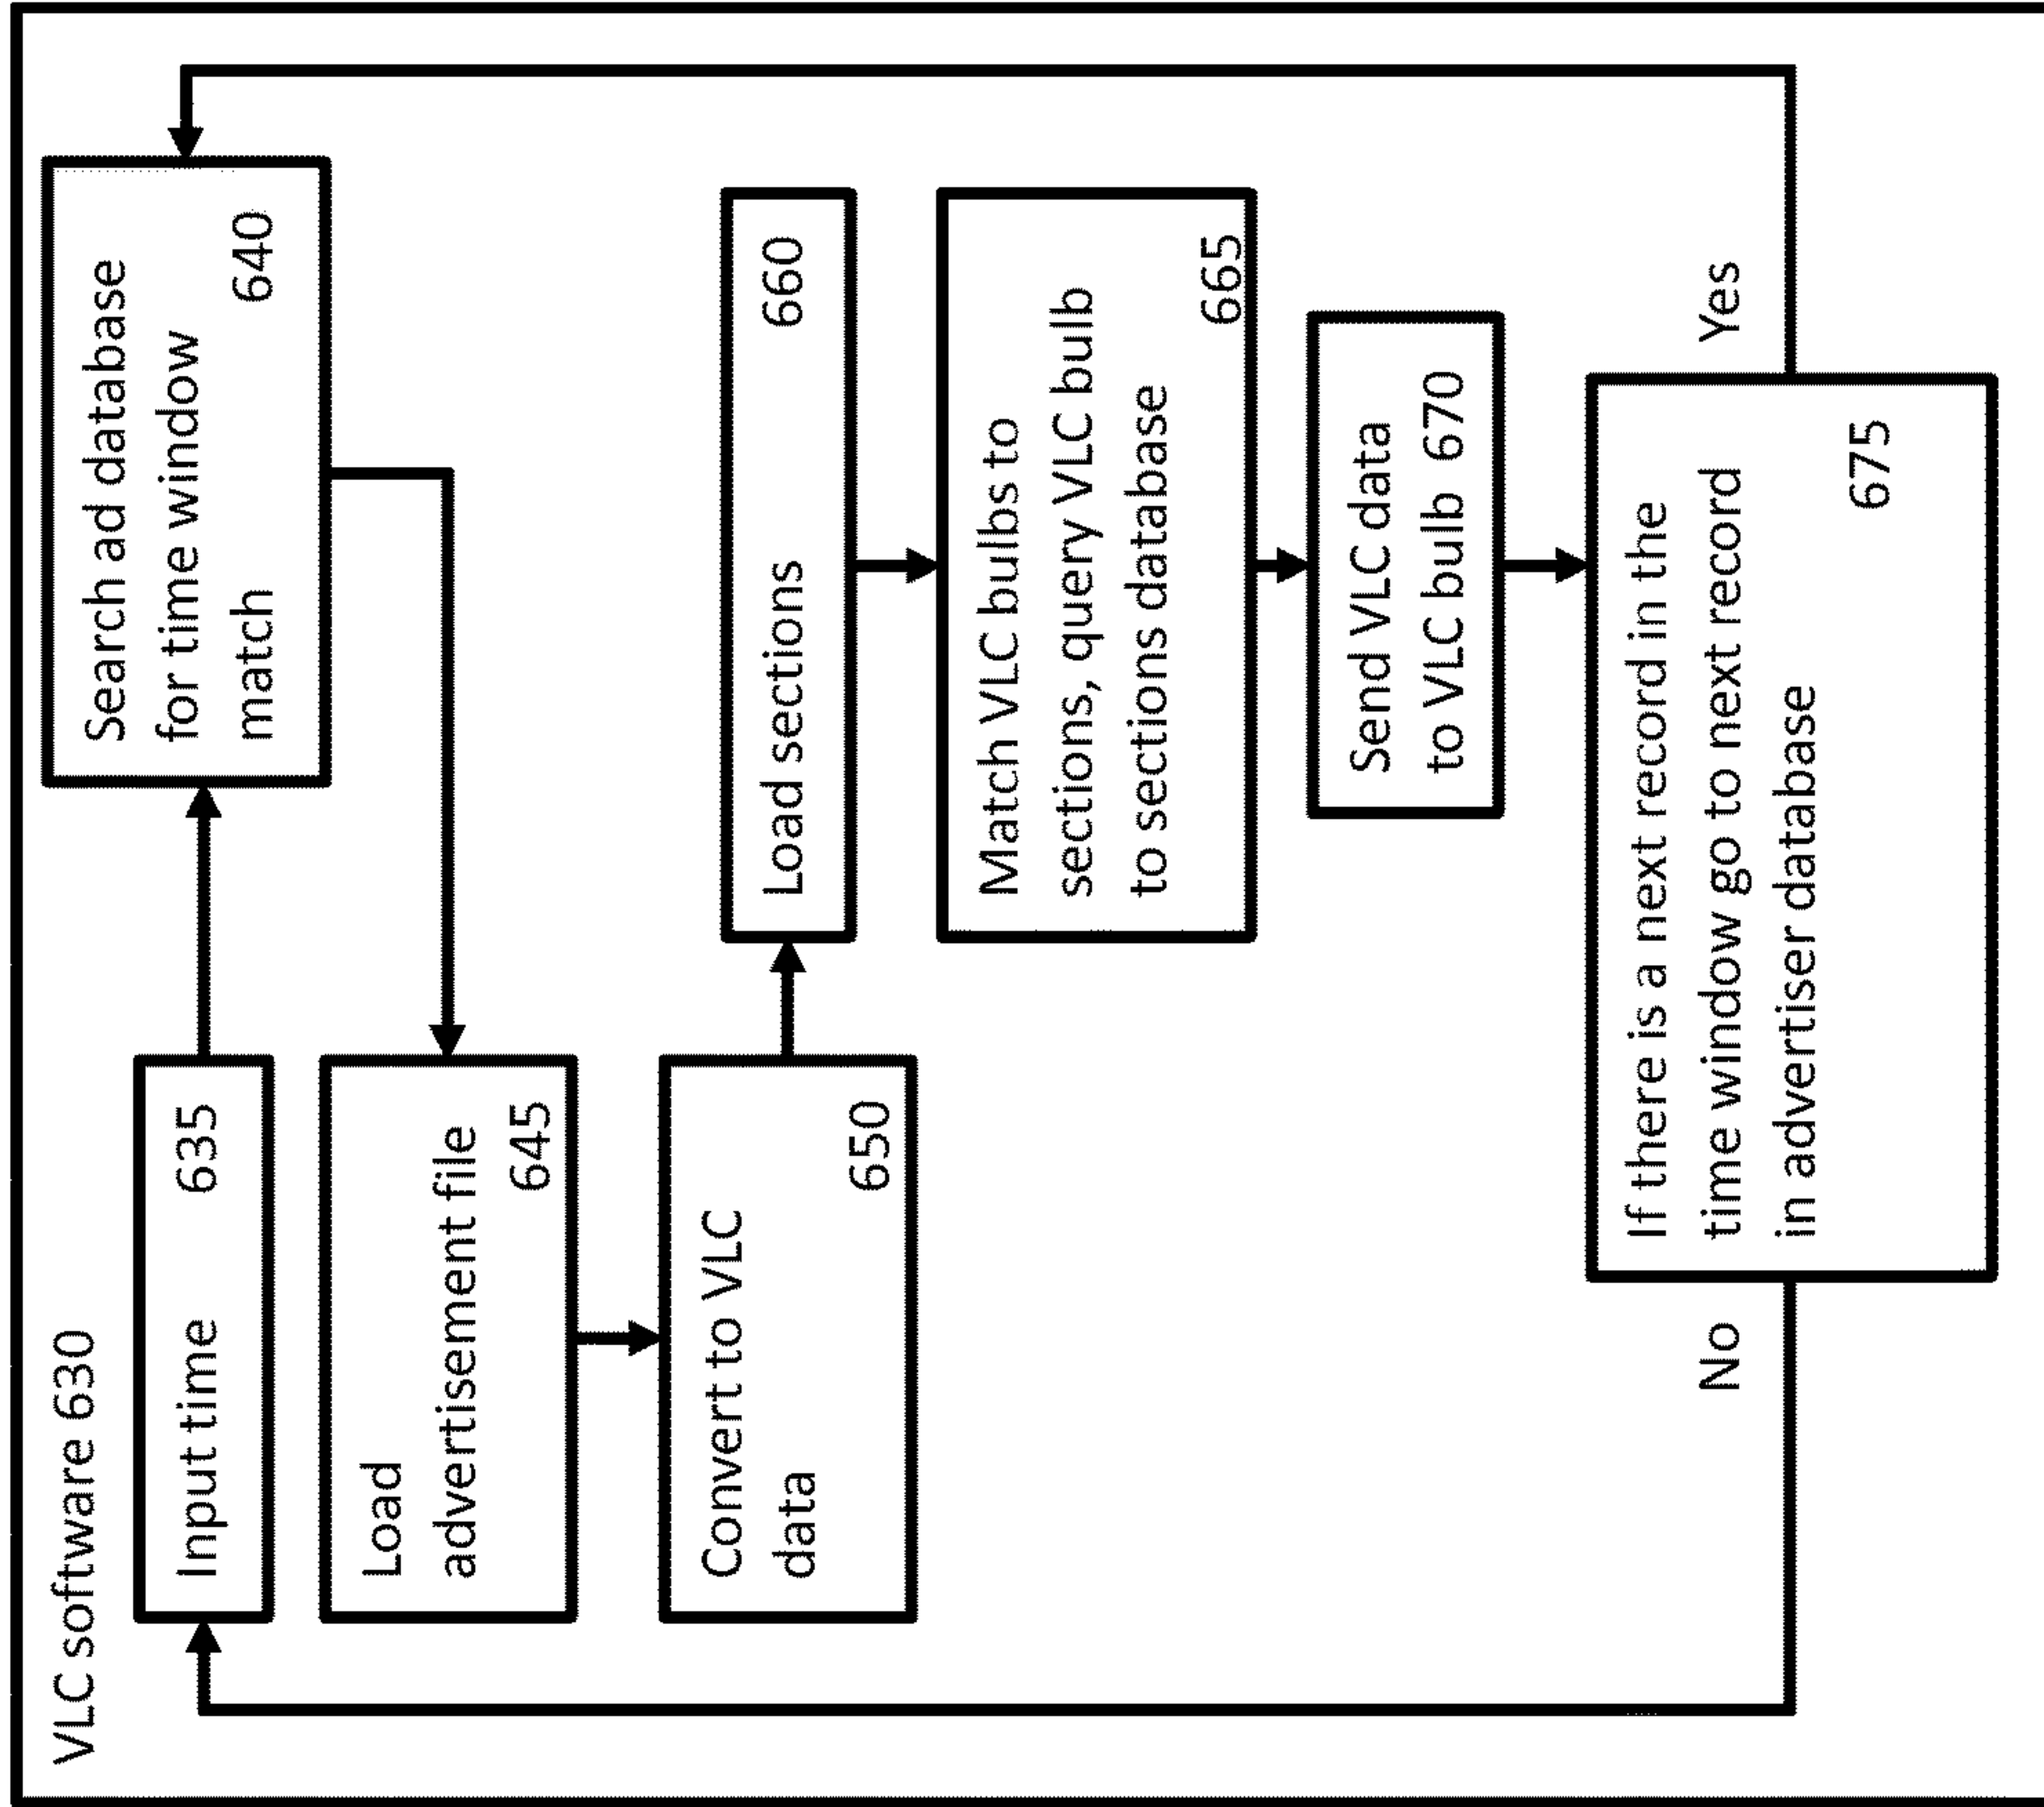 VLC software 630
Input time 635
Search ad database
for time window
match 640
Load
advertisement file
645
Convert to VLC
data 650
Load sections 660
Match VLC bulbs to
sections, query VLC bulb
to sections database
665
Send VLC data
to VLC bulb 670
If there is a next record in the
time window go to next record
in advertiser database
675
No
Yes